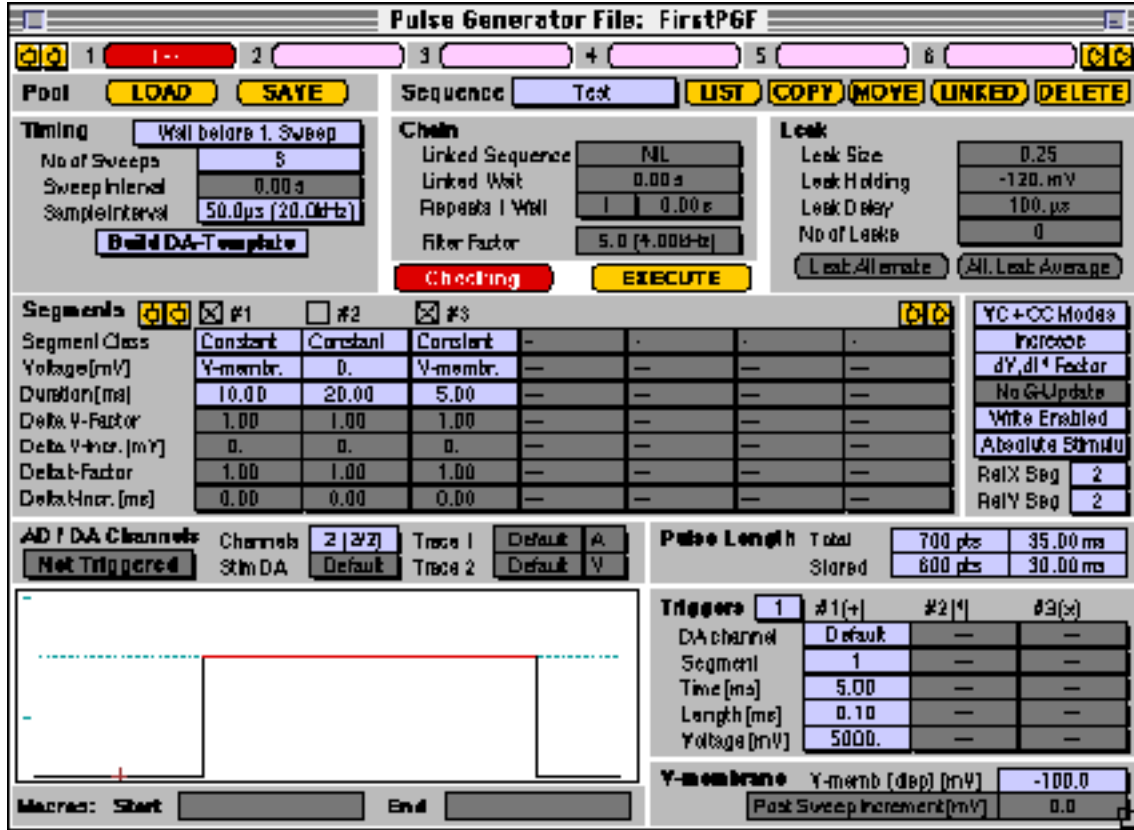 Pulse Generator File: FirstPGF
1 2 3 4 5 6
Pool LOAD SAVE Sequence Test LIST COPY MOVE LINKED DELETE
Timing Wait before 1. Sweep
No of Sweeps
Sweep Interval 0.00 s
Sample Interval 50.0µs (20.0kHz)
Build DA-Template
Chain
Linked Sequence NIL
Linked Wait 0.00 s
Repeats / Wait 1 0.00 s
Filter Factor 5.0 (4.00kHz)
Checking EXECUTE
Leak
Leak Size 0.25
Leak Holding -120. mV
Leak Delay 100. µs
No of Leaks 0
Leak Alternate Alt. Leak Average
Segments #1 #2 #3
Segment Class Constant Constant Constant - - - -
Voltage [mV] V-membr. 0. V-membr. — — — —
Duration [ms] 10.00 20.00 5.00 — — — —
Delta V-Factor 1.00 1.00 1.00 — — — —
Delta V-Incr. [mV] 0. 0. 0. — — — —
Delta t-Factor 1.00 1.00 1.00 — — — —
Delta t-Incr. [ms] 0.00 0.00 0.00 — — — —
VC+CC Modes
Increase
dV,dt* Factor
No G-Update
Write Enabled
Absolute Stimulu
RelX Seg 2
RelY Seg 2
AD / DA Channels Channels 2 (2/2) Trace 1 Default A
Not Triggered Stim DA Default Trace 2 Default V
Pulse Length Total 700 pts 35.00 ms
Stored 600 pts 30.00 ms
Triggers 1 #1(+) #2(*) #3(x)
DA channel Default — —
Segment 1 — —
Time [ms] 5.00 — —
Length [ms] 0.10 — —
Voltage [mV] 5000. — —
V-membrane V-memb (disp) [mV] -100.0
Post Sweep Increment [mV] 0.0
Macros: Start End